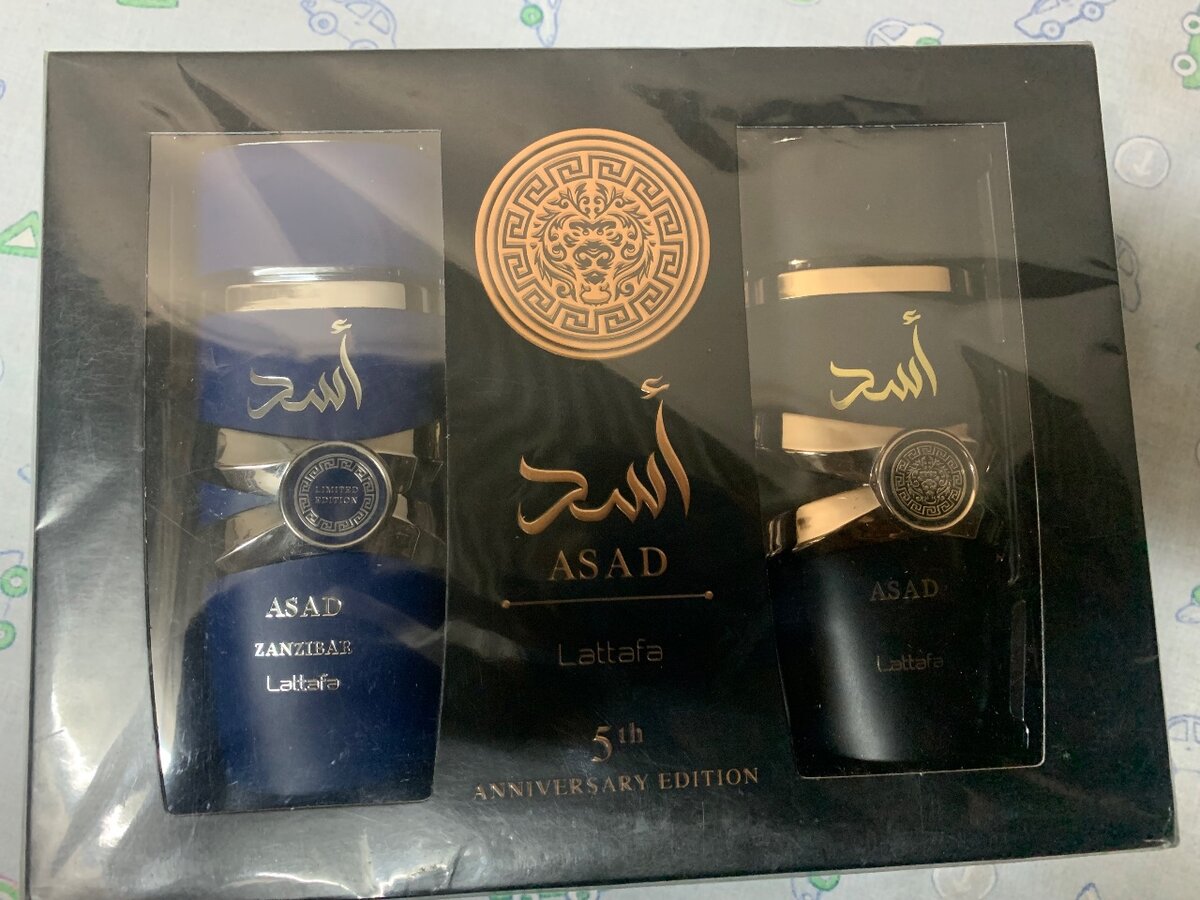 أسد
LIMITED
EDITION
ASAD
ZANZIBAR
Lattafa
أسد
ASAD
Lattafa
5th
ANNIVERSARY EDITION
أسد
ASAD
Lattafa